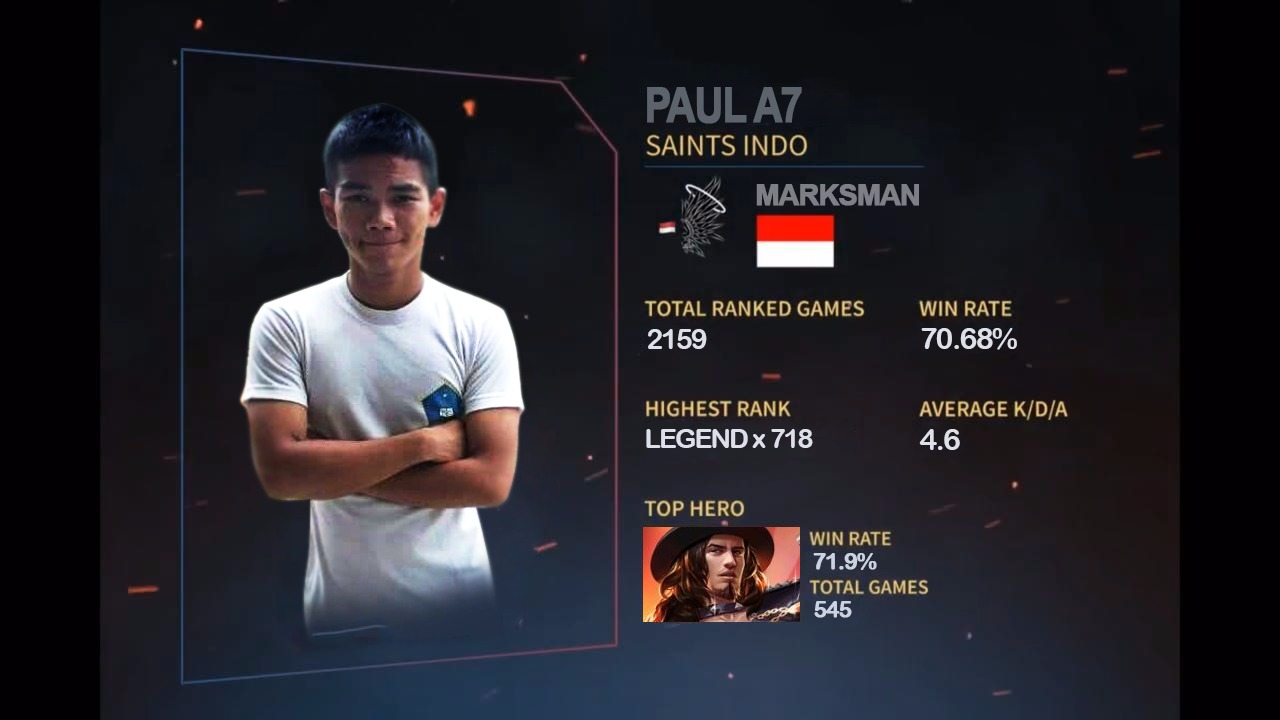 PAUL A7
SAINTS INDO
MARKSMAN
TOTAL RANKED GAMES
2159
WIN RATE
70.68%
HIGHEST RANK
LEGEND x 718
AVERAGE K/D/A
4.6
TOP HERO
WIN RATE
71.9%
TOTAL GAMES
545